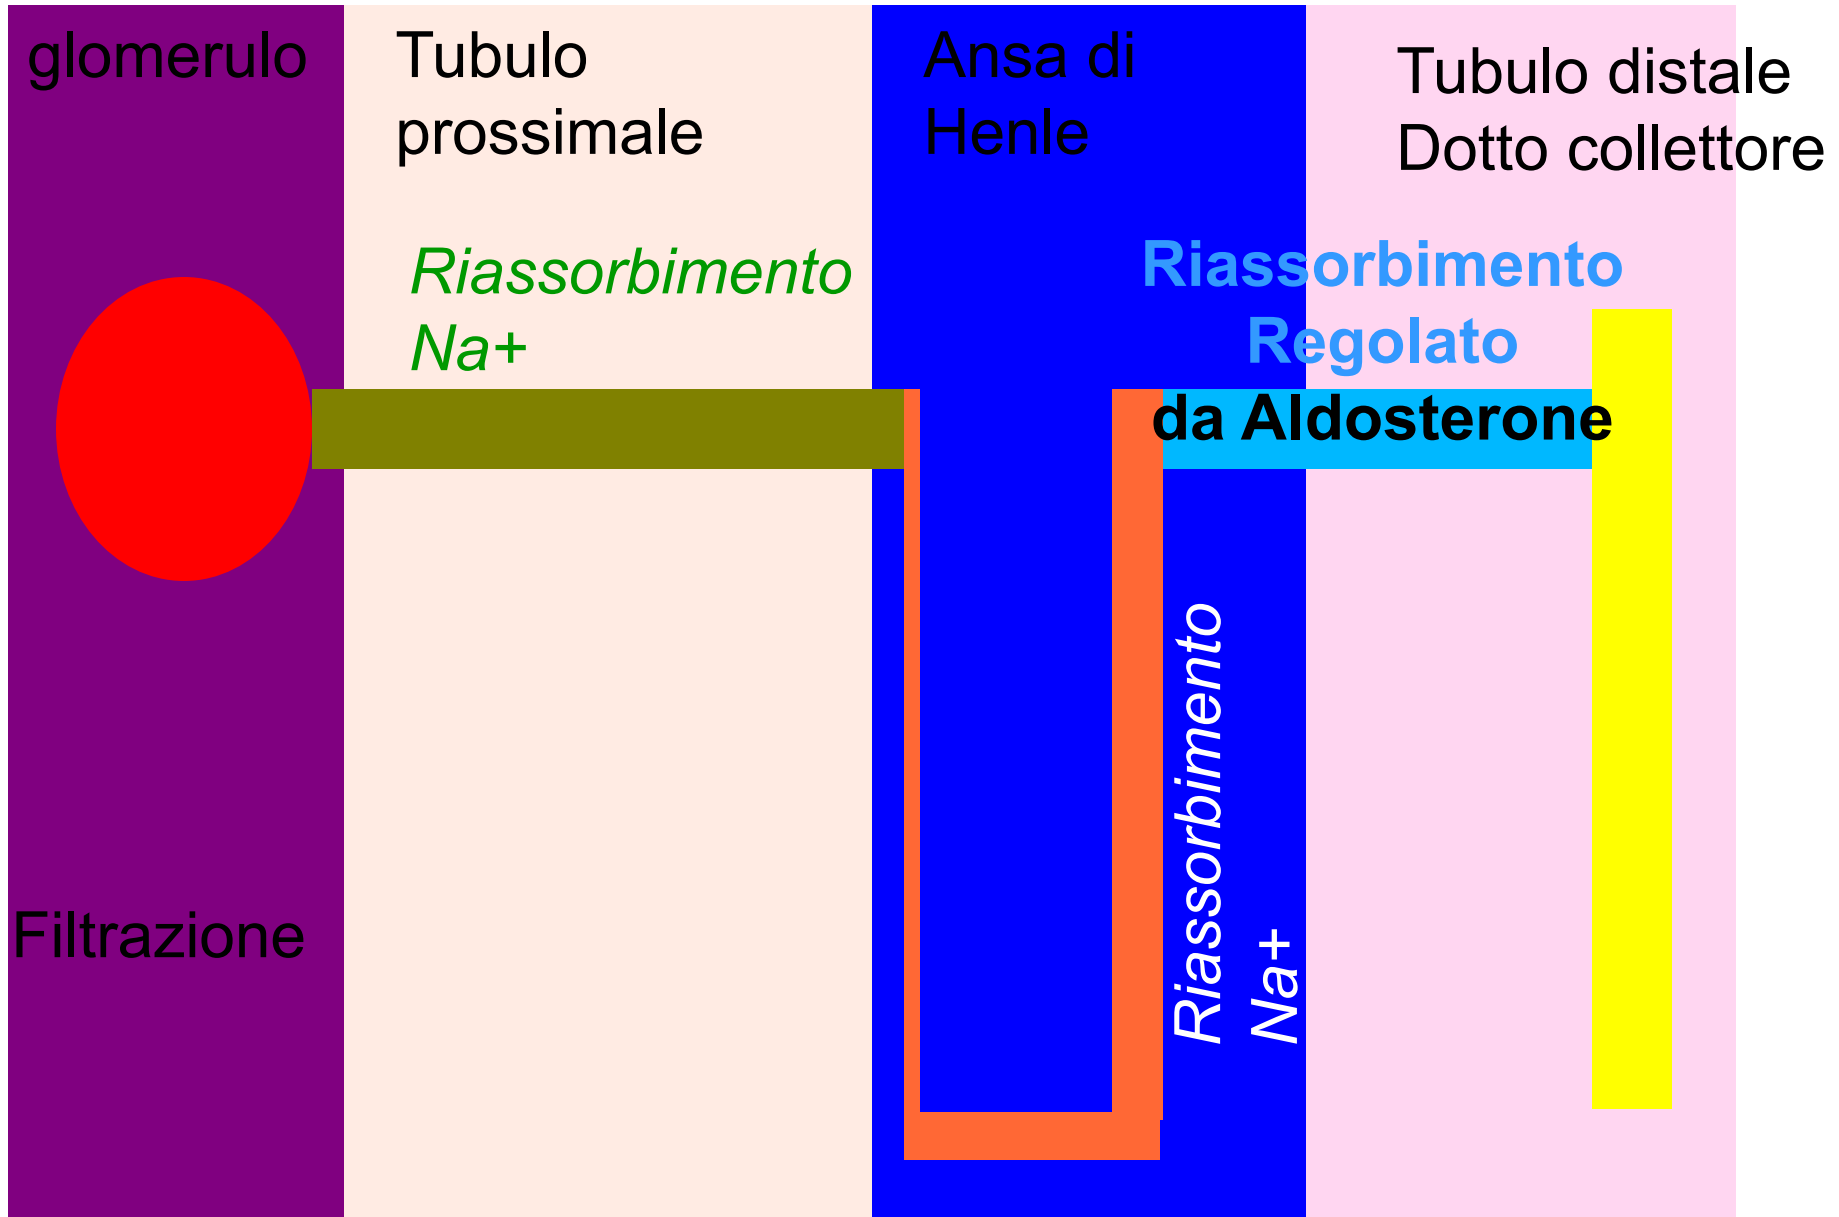 glomerulo
Tubulo
prossimale
Ansa di
Henle
Tubulo distale
Dotto collettore
Riassorbimento
Na+
Riassorbimento
Regolato
da Aldosterone
Riassorbimento
Na+
Filtrazione